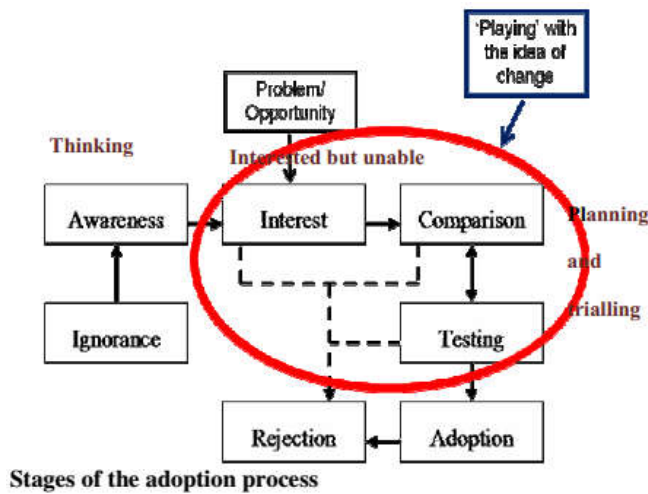 'Playing' with
the idea of
change
Problem/
Opportunity
Thinking
Interested but unable
Awareness
Interest
Comparison
Planning
and
trialling
Ignorance
Testing
Rejection
Adoption
Stages of the adoption process